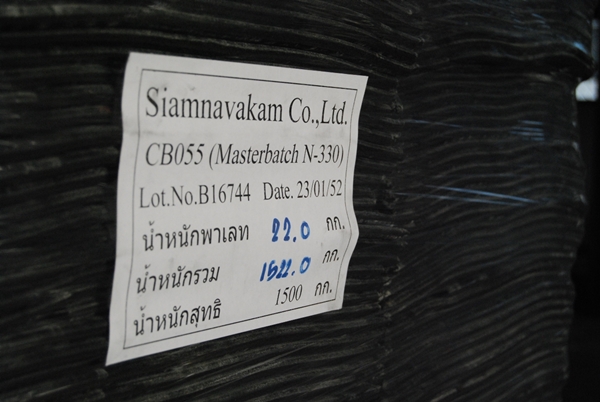 Siamnavakam Co.,Ltd.
CB055 (Masterbatch N-330)
Lot.No.B16744 Date. 23/01/52
น้ำหนักพาเลท 22.0 กก.
น้ำหนักรวม 1522.0 กก.
น้ำหนักสุทธิ 1500 กก.